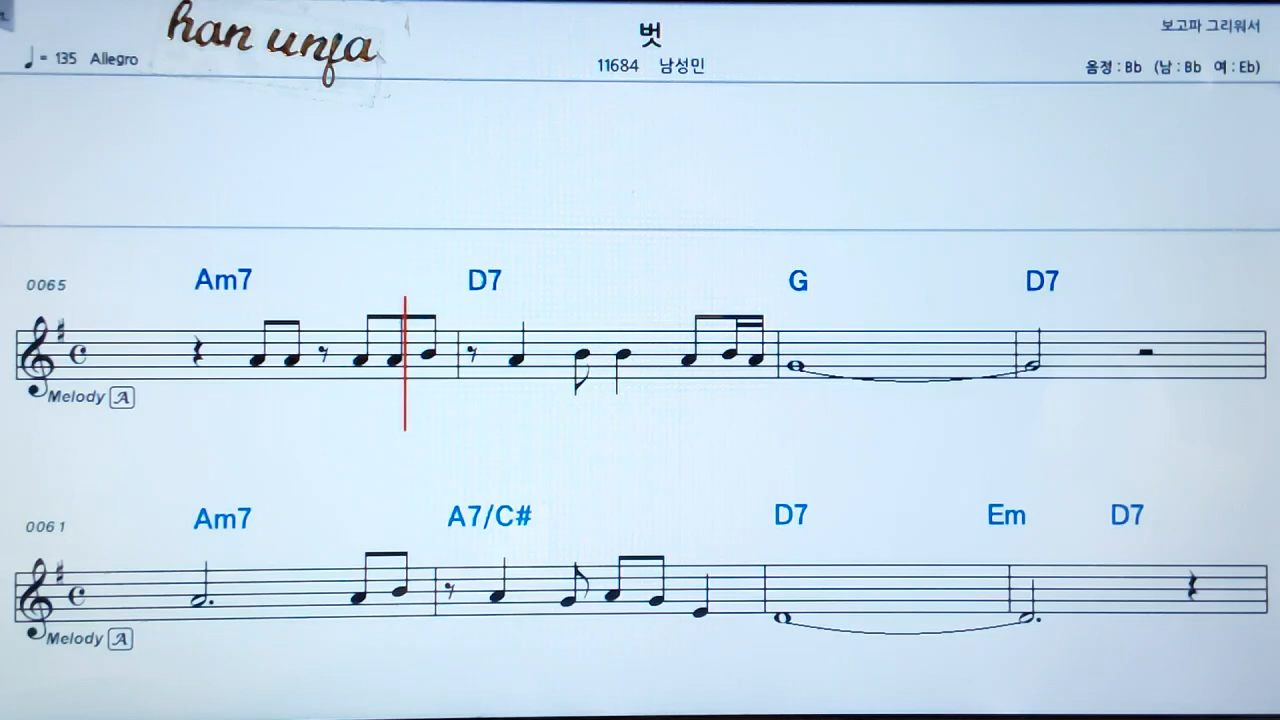 han unja
벗
보고파 그리워서
♩= 135 Allegro
11684 남성민
음정 : Bb (남 : Bb 여 : Eb)
0065 Am7 D7 G D7
Melody A
0061 Am7 A7/C# D7 Em D7
Melody A